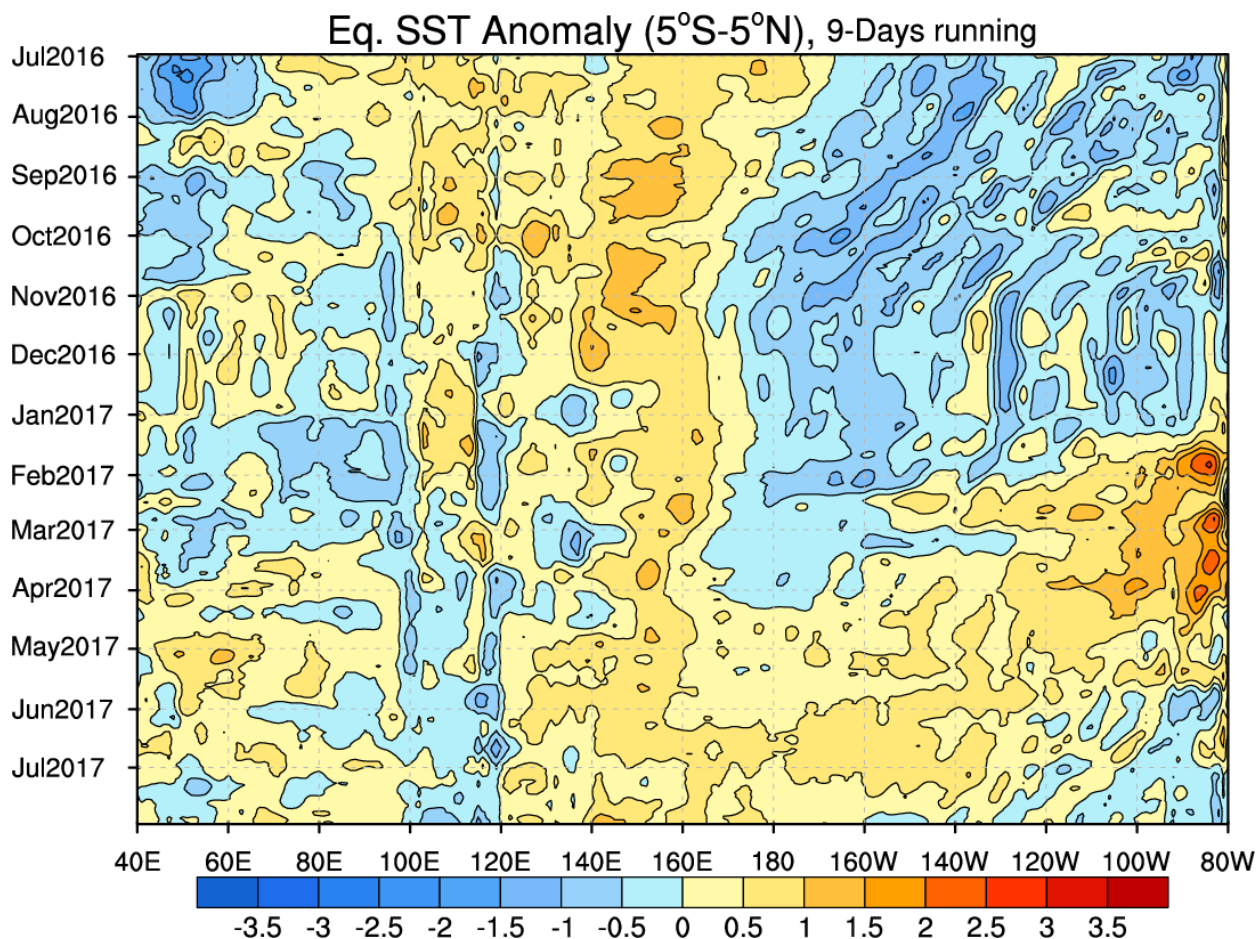 Eq. SST Anomaly (5°S-5°N), 9-Days running
Jul2016
Aug2016
Sep2016
Oct2016
Nov2016
Dec2016
Jan2017
Feb2017
Mar2017
Apr2017
May2017
Jun2017
Jul2017
40E 60E 80E 100E 120E 140E 160E 180 160W 140W 120W 100W 80W
-3.5 -3 -2.5 -2 -1.5 -1 -0.5 0 0.5 1 1.5 2 2.5 3 3.5